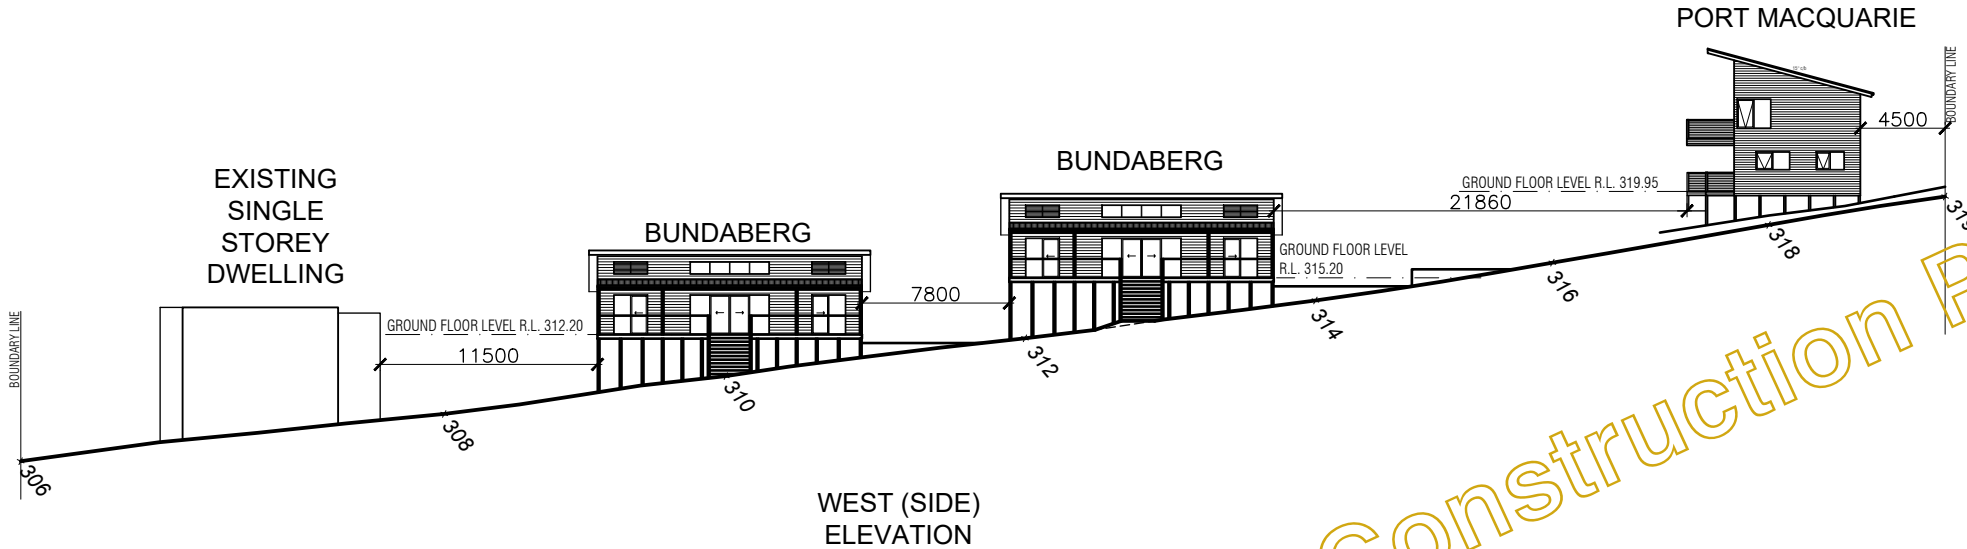 PORT MACQUARIE
BOUNDARY LINE
4500
BUNDABERG
GROUND FLOOR LEVEL R.L. 319.95
21860
EXISTING
SINGLE
STOREY
DWELLING
BUNDABERG
GROUND FLOOR LEVEL
R.L. 315.20
7800
GROUND FLOOR LEVEL R.L. 312.20
11500
BOUNDARY LINE
306
308
310
312
314
316
318
319
WEST (SIDE)
ELEVATION
Construction P